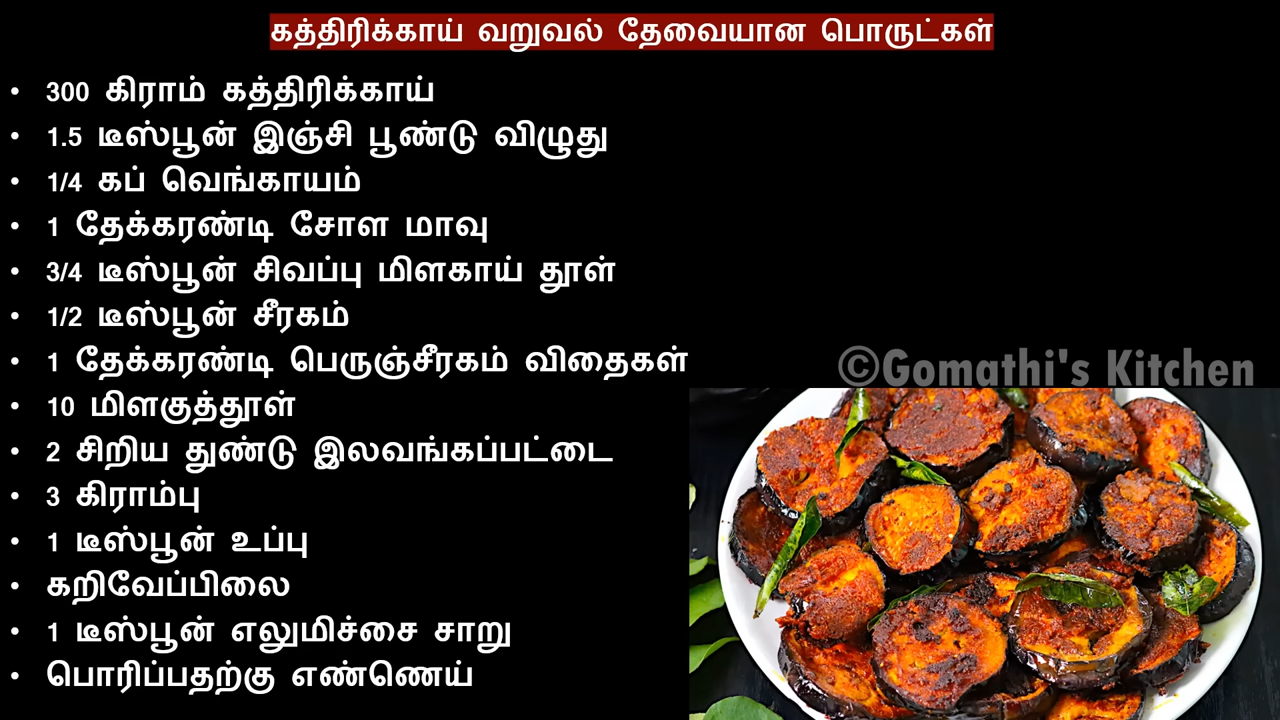 கத்திரிக்காய் வறுவல் தேவையான பொருட்கள்
• 300 கிராம் கத்திரிக்காய்
• 1.5 டீஸ்பூன் இஞ்சி பூண்டு விழுது
• 1/4 கப் வெங்காயம்
• 1 தேக்கரண்டி சோள மாவு
• 3/4 டீஸ்பூன் சிவப்பு மிளகாய் தூள்
• 1/2 டீஸ்பூன் சீரகம்
• 1 தேக்கரண்டி பெருஞ்சீரகம் விதைகள்
• 10 மிளகுத்தூள்
• 2 சிறிய துண்டு இலவங்கப்பட்டை
• 3 கிராம்பு
• 1 டீஸ்பூன் உப்பு
• கறிவேப்பிலை
• 1 டீஸ்பூன் எலுமிச்சை சாறு
• பொரிப்பதற்கு எண்ணெய்
©Gomathi's Kitchen